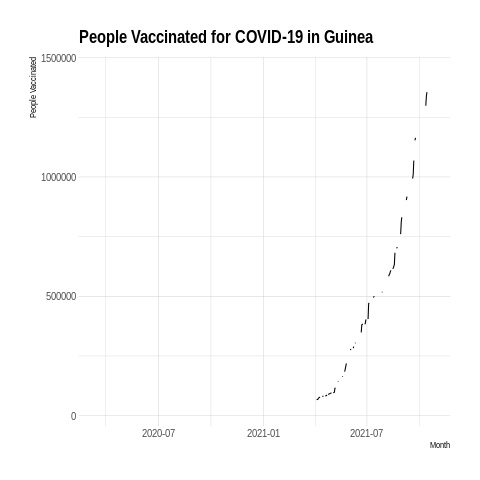 People Vaccinated for COVID-19 in Guinea
People Vaccinated
1500000
1000000
500000
0
2020-07
2021-01
2021-07
Month